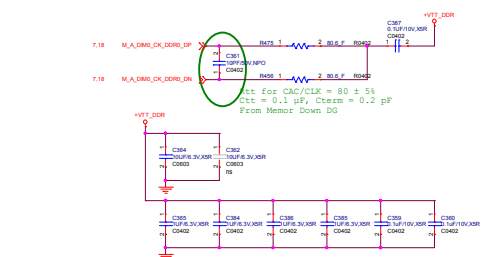 +VTT_DDR
C387
0.1UF/10V,X5R
C0402
1 2
7,18 M_A_DIM0_CK_DDR0_DP
R475 1 2 80.6_F R0402
C361
10PF/50V,NPO
C0402
7,18 M_A_DIM0_CK_DDR0_DN
R456 1 2 80.6_F R0402
Rtt for CAC/CLK = 80 ± 5%
Ctt = 0.1 µF, Cterm = 0.2 pF
From Memor Down DG
+VTT_DDR
C364 C362
10UF/6.3V,X5R 10UF/6.3V,X5R
C0603 C0603
ns
C365 C384 C386 C385 C359 C360
1UF/6.3V,X5R 1UF/6.3V,X5R 1UF/6.3V,X5R 1UF/6.3V,X5R 0.1uF/10V,X5R 0.1uF/10V,X5R
C0402 C0402 C0402 C0402 C0402 C0402